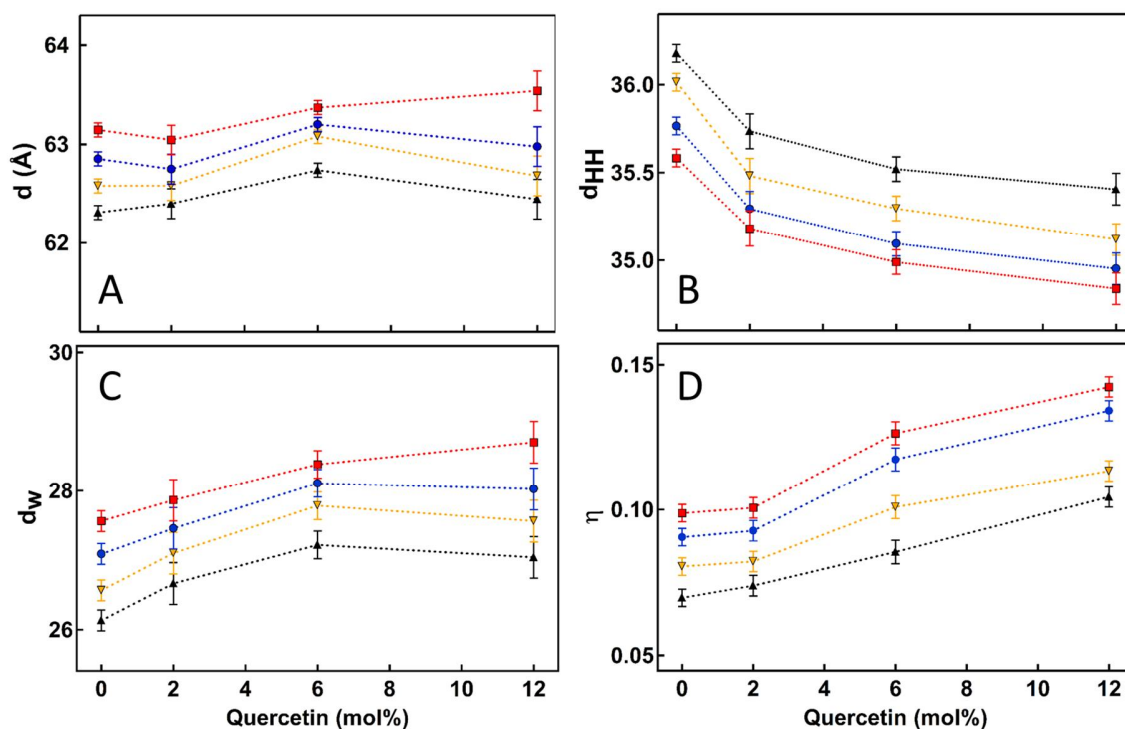 64
63
62
d (Å)
A
36.0
35.5
35.0
dHH
B
30
28
26
dw
C
0 2 4 6 8 10 12
Quercetin (mol%)
0.15
0.10
0.05
η
D
0 2 4 6 8 10 12
Quercetin (mol%)